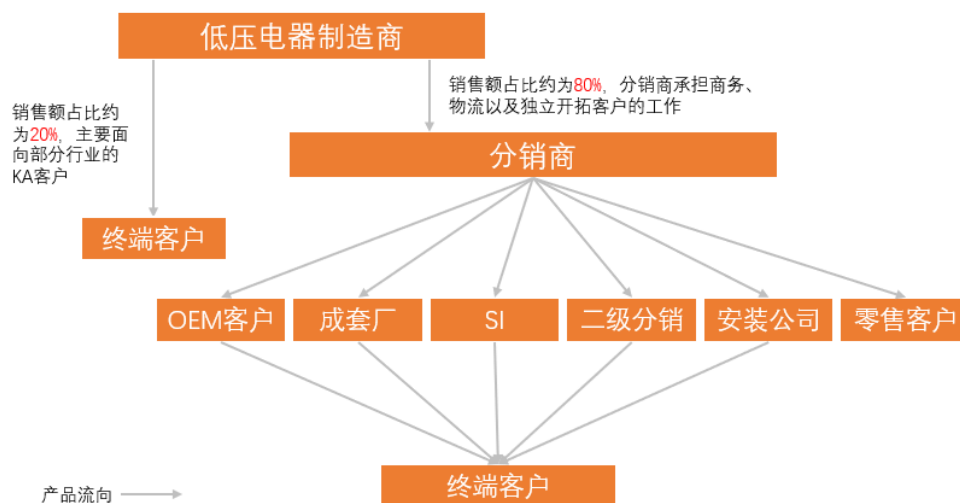 低压电器制造商
销售额占比约为80%，分销商承担商务、
物流以及独立开拓客户的工作
销售额占比约
为20%，主要面
向部分行业的
KA客户
分销商
终端客户
OEM客户
成套厂
SI
二级分销
安装公司
零售客户
终端客户
产品流向